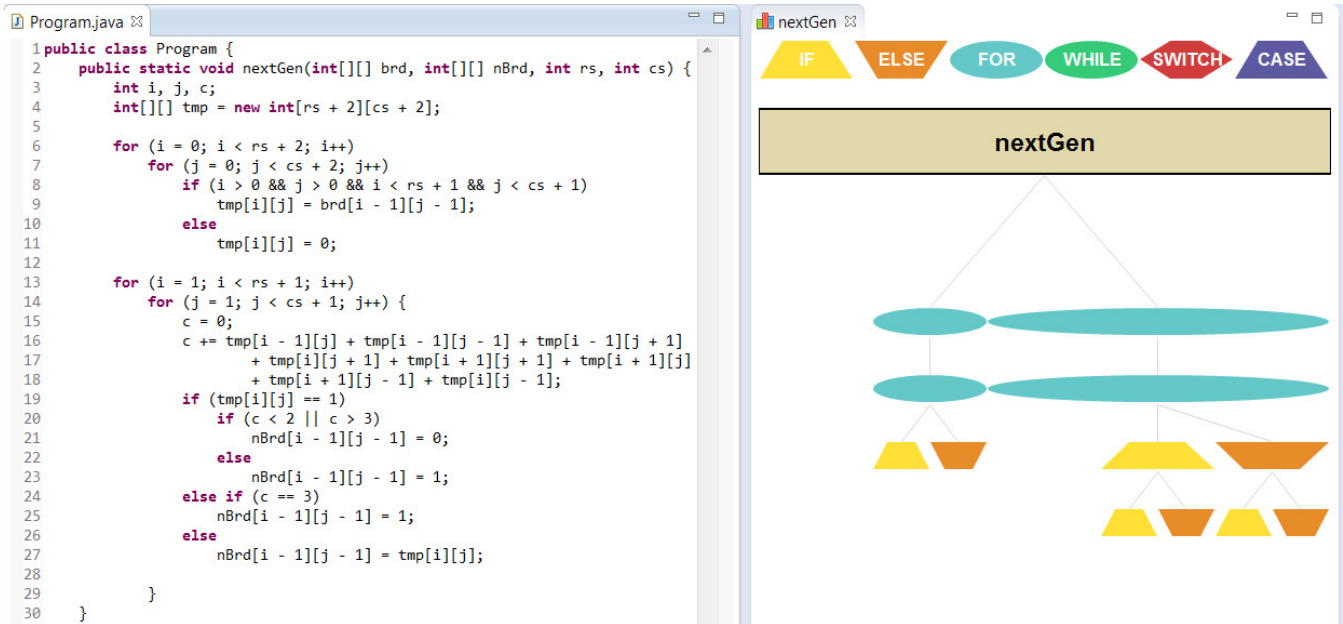 Program.java
1 public class Program {
2     public static void nextGen(int[][] brd, int[][] nBrd, int rs, int cs) {
3         int i, j, c;
4         int[][] tmp = new int[rs + 2][cs + 2];
5
6         for (i = 0; i < rs + 2; i++)
7             for (j = 0; j < cs + 2; j++)
8                 if (i > 0 && j > 0 && i < rs + 1 && j < cs + 1)
9                     tmp[i][j] = brd[i - 1][j - 1];
10                 else
11                     tmp[i][j] = 0;
12
13         for (i = 1; i < rs + 1; i++)
14             for (j = 1; j < cs + 1; j++) {
15                 c = 0;
16                 c += tmp[i - 1][j] + tmp[i - 1][j - 1] + tmp[i - 1][j + 1]
17                         + tmp[i][j + 1] + tmp[i + 1][j + 1] + tmp[i + 1][j]
18                         + tmp[i + 1][j - 1] + tmp[i][j - 1];
19                 if (tmp[i][j] == 1)
20                     if (c < 2 || c > 3)
21                         nBrd[i - 1][j - 1] = 0;
22                     else
23                         nBrd[i - 1][j - 1] = 1;
24                 else if (c == 3)
25                     nBrd[i - 1][j - 1] = 1;
26                 else
27                     nBrd[i - 1][j - 1] = tmp[i][j];
28
29             }
30     }
nextGen
IF ELSE FOR WHILE SWITCH CASE
nextGen